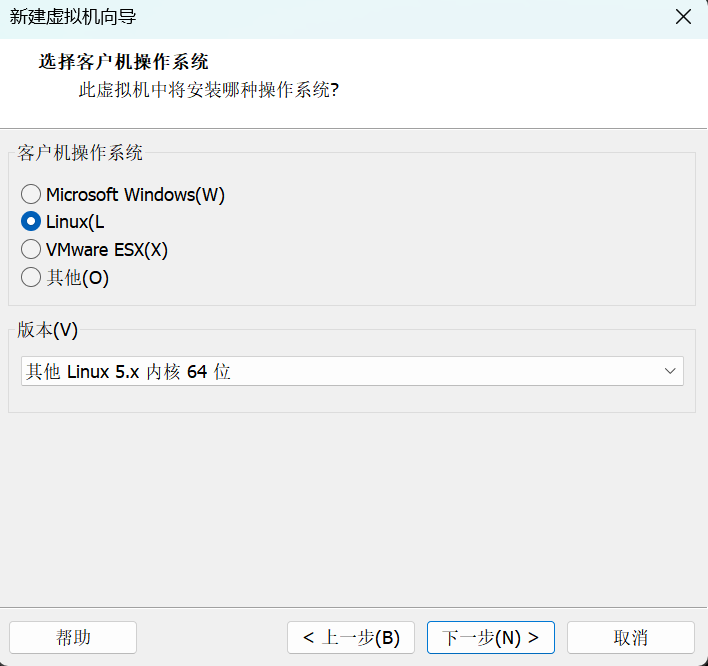 新建虚拟机向导
选择客户机操作系统
此虚拟机中将安装哪种操作系统?
客户机操作系统
Microsoft Windows(W)
Linux(L
VMware ESX(X)
其他(O)
版本(V)
其他 Linux 5.x 内核 64 位
帮助
< 上一步(B)
下一步(N) >
取消